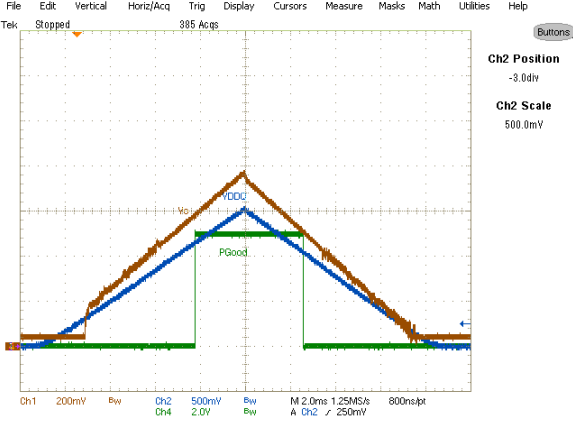 File Edit Vertical Horiz/Acq Trig Display Cursors Measure Masks Math Utilities Help
Tek Stopped 385 Acqs
Buttons
Ch2 Position
-3.0div
Ch2 Scale
500.0mV
VDDC
PGood
Ch1 200mV Bw Ch2 500mV Bw M 2.0ms 1.25MS/s 800ns/pt
Ch4 2.0V Bw A Ch2 / 250mV